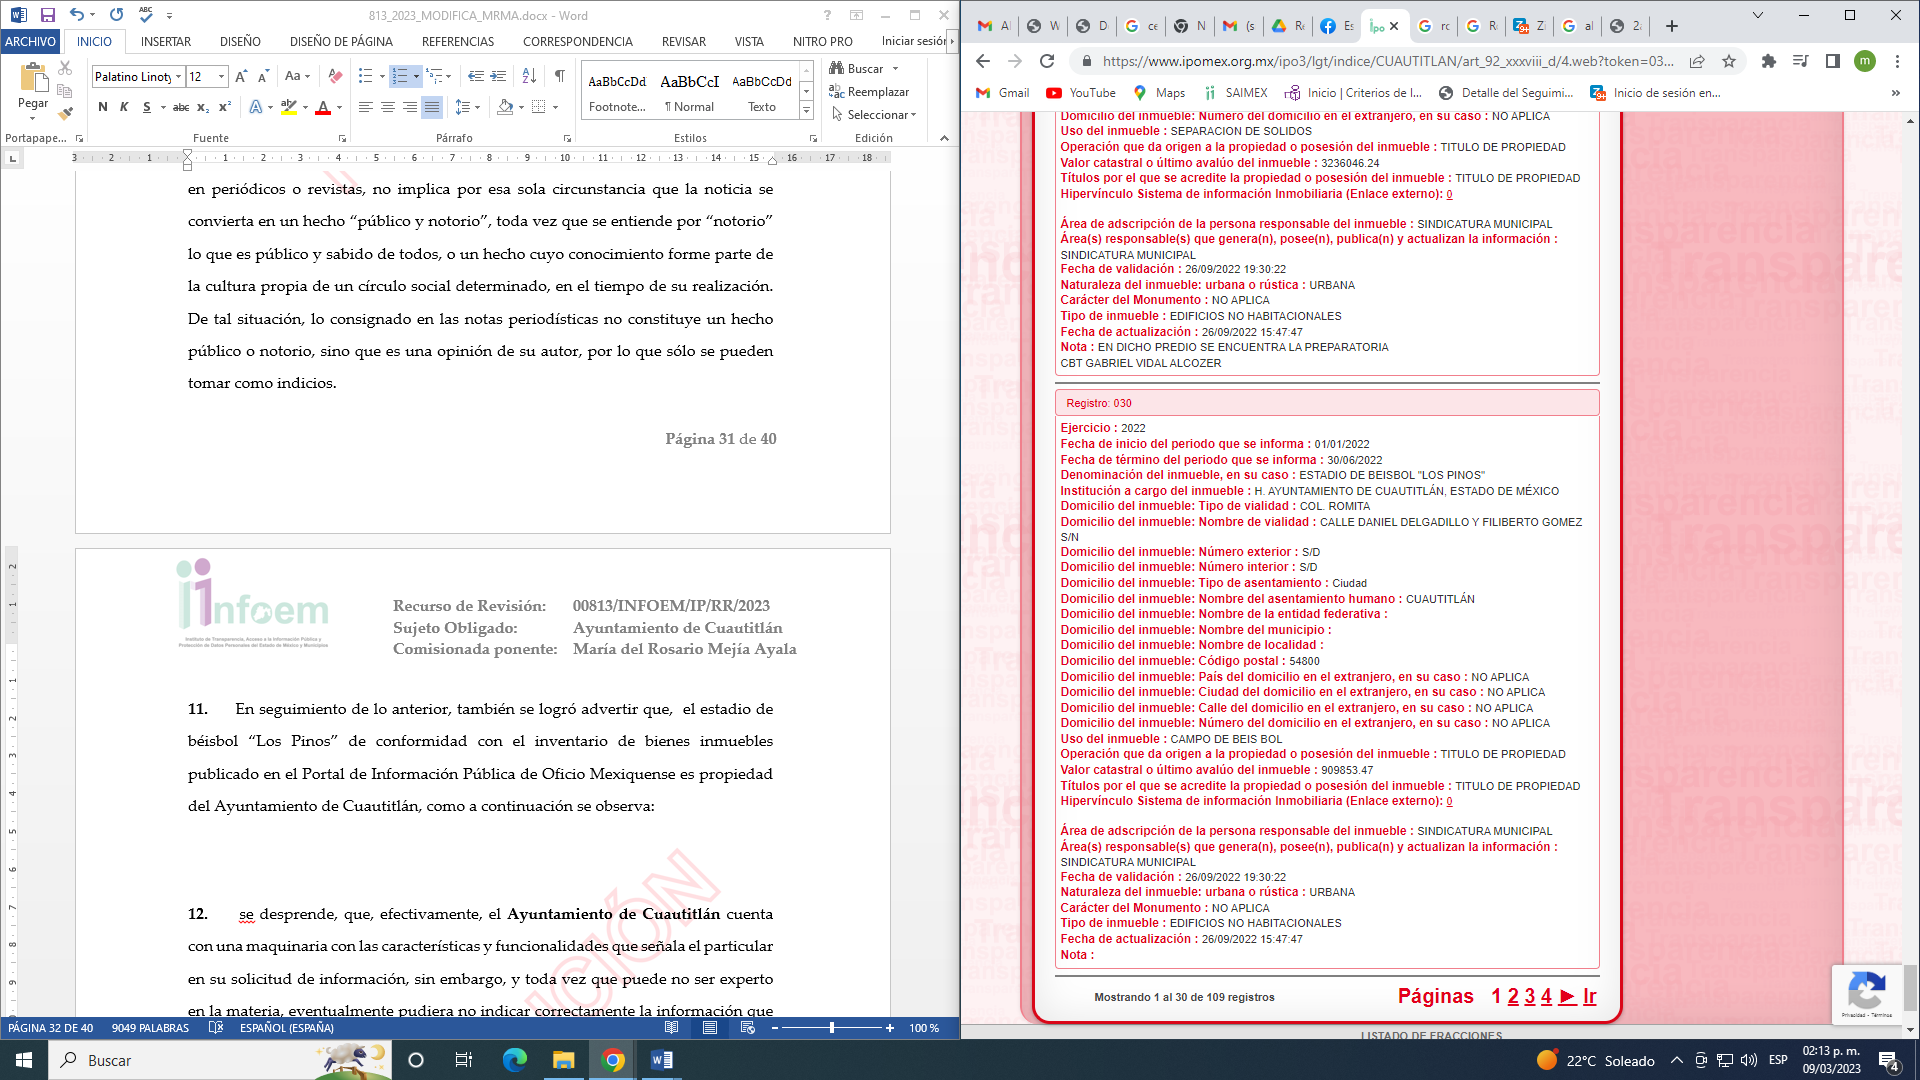 813_2023_MODIFICA_MRMA.docx - Word
ARCHIVO INICIO INSERTAR DISEÑO DISEÑO DE PÁGINA REFERENCIAS CORRESPONDENCIA REVISAR VISTA NITRO PRO Iniciar sesión
Pegar
Palatino Linoty 12
N K S abc x₂ x²
AaBbCcDd AaBbCcI AaBbCcDd
Footnote... ¶ Normal Texto
Buscar
Reemplazar
Seleccionar
Portapape... Fuente Párrafo Estilos Edición
en periódicos o revistas, no implica por esa sola circunstancia que la noticia se
convierta en un hecho “público y notorio”, toda vez que se entiende por “notorio”
lo que es público y sabido de todos, o un hecho cuyo conocimiento forme parte de
la cultura propia de un círculo social determinado, en el tiempo de su realización.
De tal situación, lo consignado en las notas periodísticas no constituye un hecho
público o notorio, sino que es una opinión de su autor, por lo que sólo se pueden
tomar como indicios.
Página 31 de 40
infoem
Instituto de Transparencia, Acceso a la Información Pública y
Protección de Datos Personales del Estado de México y Municipios
Recurso de Revisión: 00813/INFOEM/IP/RR/2023
Sujeto Obligado: Ayuntamiento de Cuautitlán
Comisionada ponente: María del Rosario Mejía Ayala
11. En seguimiento de lo anterior, también se logró advertir que, el estadio de
béisbol “Los Pinos” de conformidad con el inventario de bienes inmuebles
publicado en el Portal de Información Pública de Oficio Mexiquense es propiedad
del Ayuntamiento de Cuautitlán, como a continuación se observa:
12. se desprende, que, efectivamente, el Ayuntamiento de Cuautitlán cuenta
con una maquinaria con las características y funcionalidades que señala el particular
en su solicitud de información, sin embargo, y toda vez que puede no ser experto
en la materia, eventualmente pudiera no indicar correctamente la información que
PÁGINA 32 DE 40 9049 PALABRAS ESPAÑOL (ESPAÑA) 100 %
https://www.ipomex.org.mx/ipo3/lgt/indice/CUAUTITLAN/art_92_xxxviii_d/4.web?token=03...
Gmail YouTube Maps SAIMEX Inicio | Criterios de I... Detalle del Seguimi... Inicio de sesión en...
Domicilio del inmueble: Número del domicilio en el extranjero, en su caso : NO APLICA
Uso del inmueble : SEPARACION DE SOLIDOS
Operación que da origen a la propiedad o posesión del inmueble : TITULO DE PROPIEDAD
Valor catastral o último avalúo del inmueble : 3236046.24
Títulos por el que se acredite la propiedad o posesión del inmueble : TITULO DE PROPIEDAD
Hipervínculo Sistema de información Inmobiliaria (Enlace externo): 0
Área de adscripción de la persona responsable del inmueble : SINDICATURA MUNICIPAL
Área(s) responsable(s) que genera(n), posee(n), publica(n) y actualizan la información :
SINDICATURA MUNICIPAL
Fecha de validación : 26/09/2022 19:30:22
Naturaleza del inmueble: urbana o rústica : URBANA
Carácter del Monumento : NO APLICA
Tipo de inmueble : EDIFICIOS NO HABITACIONALES
Fecha de actualización : 26/09/2022 15:47:47
Nota : EN DICHO PREDIO SE ENCUENTRA LA PREPARATORIA
CBT GABRIEL VIDAL ALCOZER
Registro: 030
Ejercicio : 2022
Fecha de inicio del periodo que se informa : 01/01/2022
Fecha de término del periodo que se informa : 30/06/2022
Denominación del inmueble, en su caso : ESTADIO DE BEISBOL "LOS PINOS"
Institución a cargo del inmueble : H. AYUNTAMIENTO DE CUAUTITLÁN, ESTADO DE MÉXICO
Domicilio del inmueble: Tipo de vialidad : COL. ROMITA
Domicilio del inmueble: Nombre de vialidad : CALLE DANIEL DELGADILLO Y FILIBERTO GOMEZ
S/N
Domicilio del inmueble: Número exterior : S/D
Domicilio del inmueble: Número interior : S/D
Domicilio del inmueble: Tipo de asentamiento : Ciudad
Domicilio del inmueble: Nombre del asentamiento humano : CUAUTITLÁN
Domicilio del inmueble: Nombre de la entidad federativa :
Domicilio del inmueble: Nombre del municipio :
Domicilio del inmueble: Nombre de localidad :
Domicilio del inmueble: Código postal : 54800
Domicilio del inmueble: País del domicilio en el extranjero, en su caso : NO APLICA
Domicilio del inmueble: Ciudad del domicilio en el extranjero, en su caso : NO APLICA
Domicilio del inmueble: Calle del domicilio en el extranjero, en su caso : NO APLICA
Domicilio del inmueble: Número del domicilio en el extranjero, en su caso : NO APLICA
Uso del inmueble : CAMPO DE BEIS BOL
Operación que da origen a la propiedad o posesión del inmueble : TITULO DE PROPIEDAD
Valor catastral o último avalúo del inmueble : 909853.47
Títulos por el que se acredite la propiedad o posesión del inmueble : TITULO DE PROPIEDAD
Hipervínculo Sistema de información Inmobiliaria (Enlace externo): 0
Área de adscripción de la persona responsable del inmueble : SINDICATURA MUNICIPAL
Área(s) responsable(s) que genera(n), posee(n), publica(n) y actualizan la información :
SINDICATURA MUNICIPAL
Fecha de validación : 26/09/2022 19:30:22
Naturaleza del inmueble: urbana o rústica : URBANA
Carácter del Monumento : NO APLICA
Tipo de inmueble : EDIFICIOS NO HABITACIONALES
Fecha de actualización : 26/09/2022 15:47:47
Nota :
Mostrando 1 al 30 de 109 registros
Páginas 1 2 3 4 ► Ir
LISTADO DE FRACCIONES
Privacidad - Términos
Buscar
22°C Soleado
ESP
02:13 p. m.
09/03/2023
4